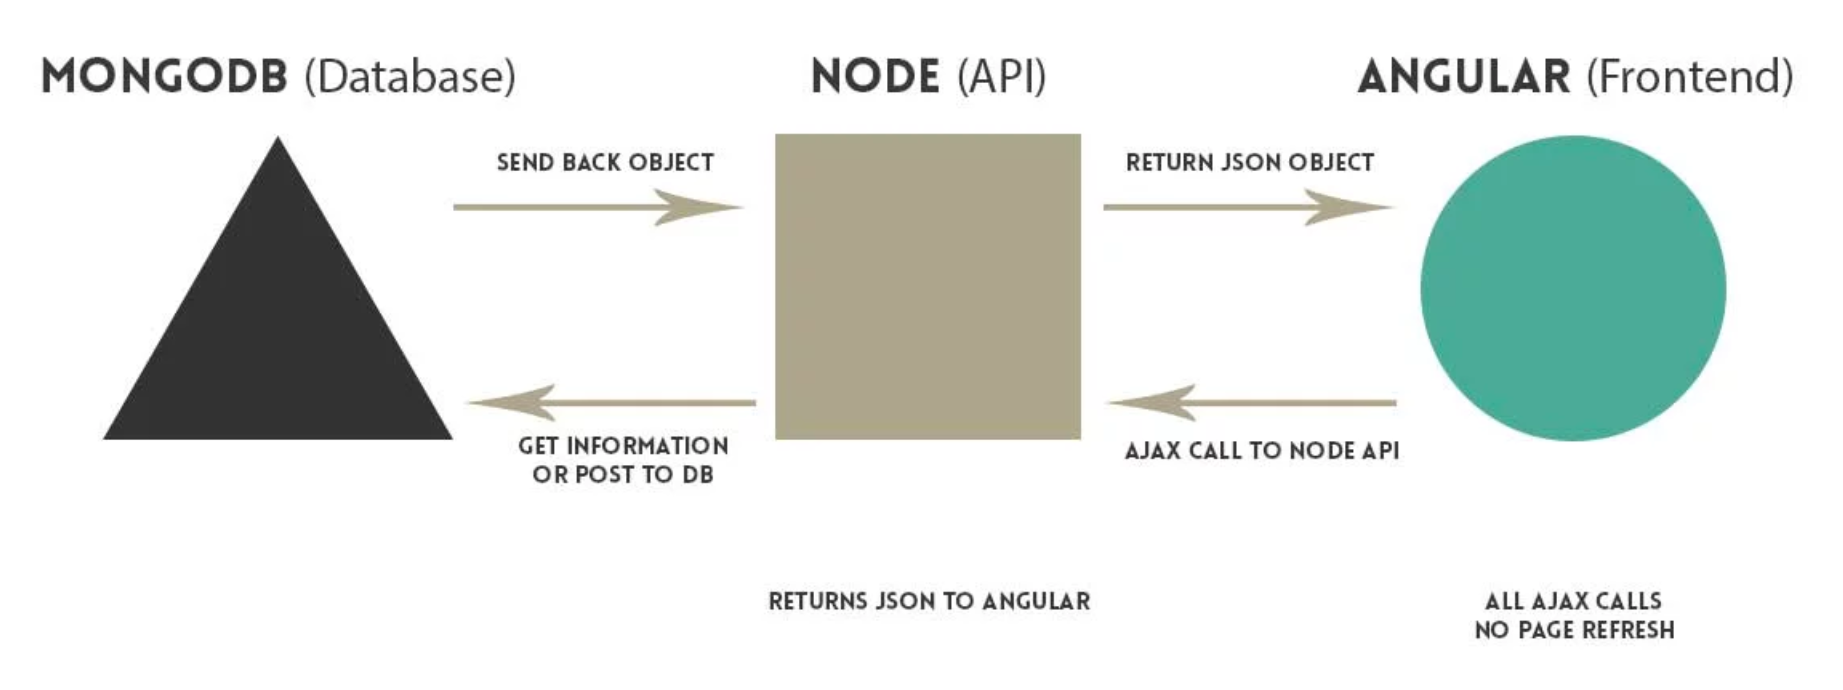 MONGODB (Database)
NODE (API)
ANGULAR (Frontend)
SEND BACK OBJECT
RETURN JSON OBJECT
GET INFORMATION
OR POST TO DB
AJAX CALL TO NODE API
RETURNS JSON TO ANGULAR
ALL AJAX CALLS
NO PAGE REFRESH